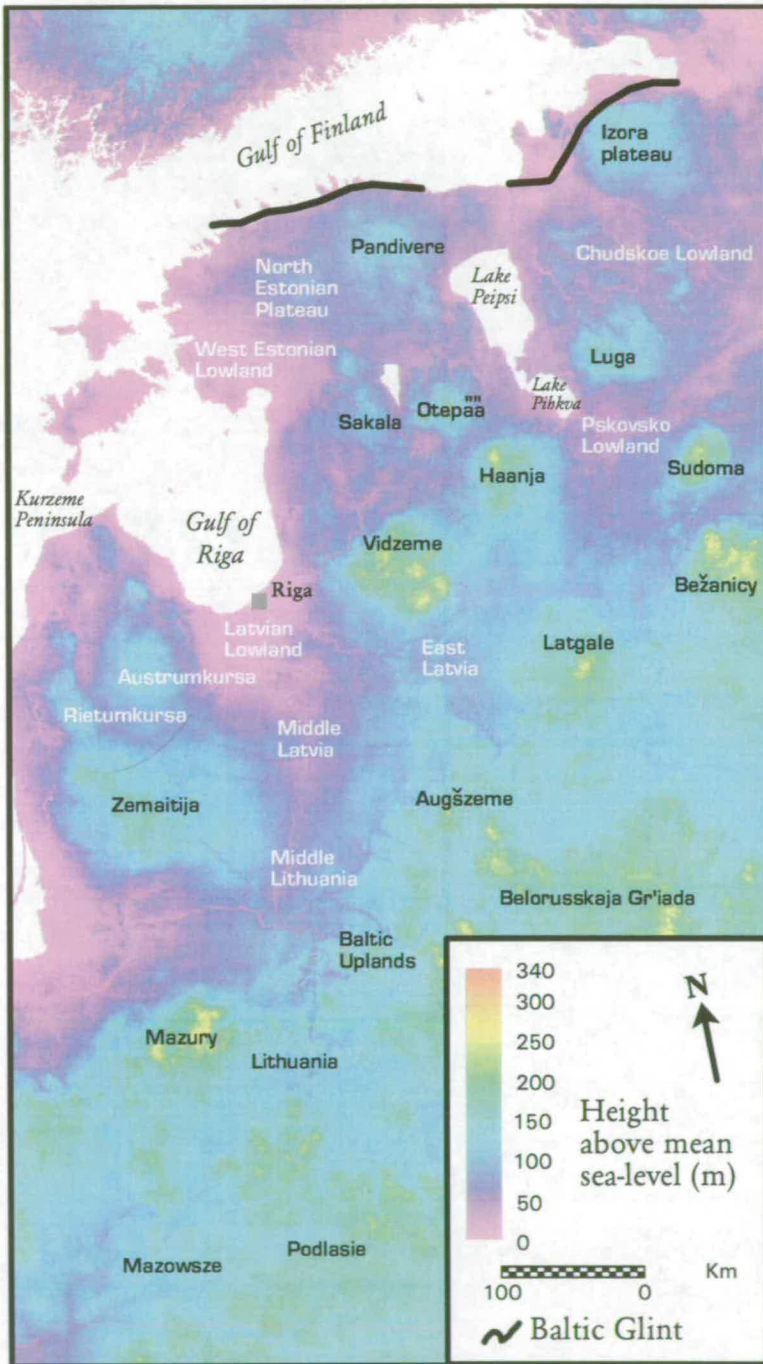 Gulf of Finland
Izora
plateau
Pandivere
North
Estonian
Plateau
Chudskoe Lowland
Lake
Peipsi
West Estonian
Lowland
Luga
Lake
Pihkva
Otepää
Sakala
Pskovsko
Lowland
Haanja
Sudoma
Kurzeme
Peninsula
Gulf of
Riga
Vidzeme
Bežanicy
Riga
Latvian
Lowland
East
Latvia
Latgale
Austrumkursa
Rietumkursa
Middle
Latvia
Zemaitija
Augšzeme
Middle
Lithuania
Belorusskaja Gr'iada
Baltic
Uplands
Mazury
Lithuania
Mazowsze
Podlasie
340
300
250
200
150
100
50
0
N
Height
above mean
sea-level (m)
Km
100 0
Baltic Glint